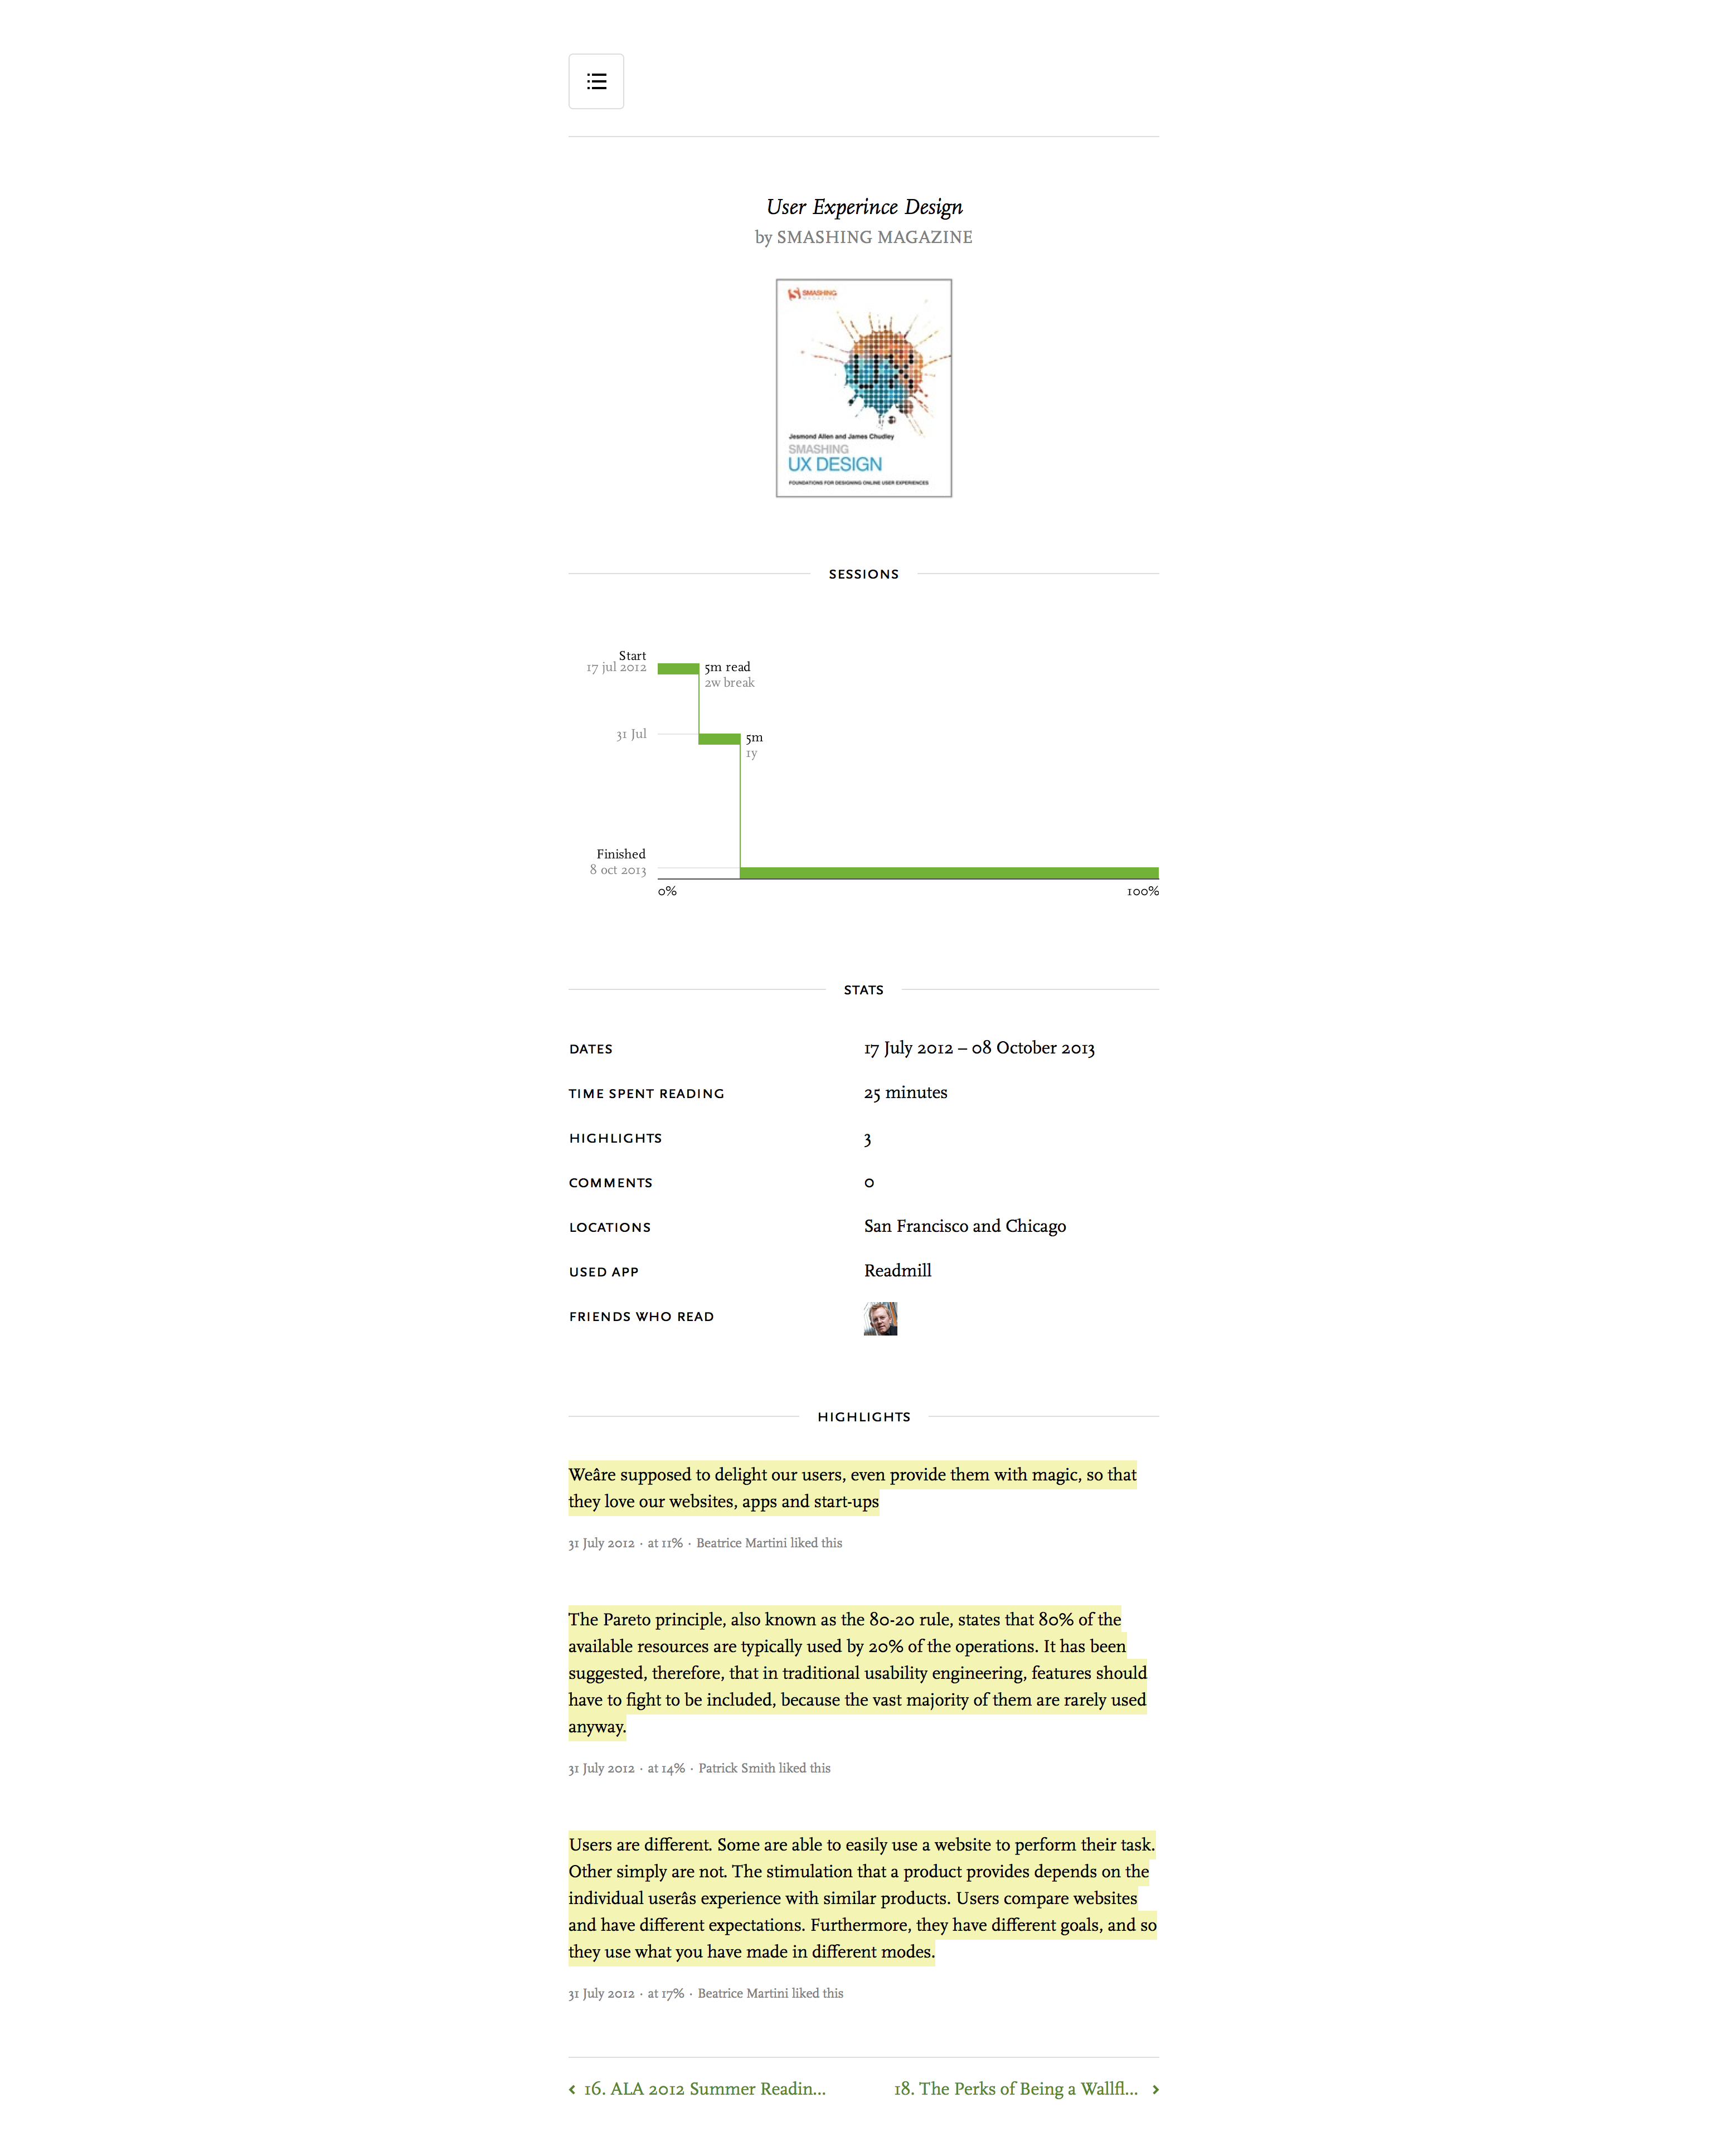 User Experince Design
by SMASHING MAGAZINE
SMASHING
Jesmond Allen and James Chudley
SMASHING
UX DESIGN
FOUNDATIONS FOR DESIGNING ONLINE USER EXPERIENCES
SESSIONS
Start
17 jul 2012
5m read
2w break
31 Jul
5m
1y
Finished
8 oct 2013
0%
100%
STATS
DATES
17 July 2012 – 08 October 2013
TIME SPENT READING
25 minutes
HIGHLIGHTS
3
COMMENTS
0
LOCATIONS
San Francisco and Chicago
USED APP
Readmill
FRIENDS WHO READ
HIGHLIGHTS
Weâre supposed to delight our users, even provide them with magic, so that
they love our websites, apps and start-ups
31 July 2012 · at 11% · Beatrice Martini liked this
The Pareto principle, also known as the 80-20 rule, states that 80% of the
available resources are typically used by 20% of the operations. It has been
suggested, therefore, that in traditional usability engineering, features should
have to fight to be included, because the vast majority of them are rarely used
anyway.
31 July 2012 · at 14% · Patrick Smith liked this
Users are different. Some are able to easily use a website to perform their task.
Other simply are not. The stimulation that a product provides depends on the
individual userâs experience with similar products. Users compare websites
and have different expectations. Furthermore, they have different goals, and so
they use what you have made in different modes.
31 July 2012 · at 17% · Beatrice Martini liked this
16. ALA 2012 Summer Readin...
18. The Perks of Being a Wallfl...